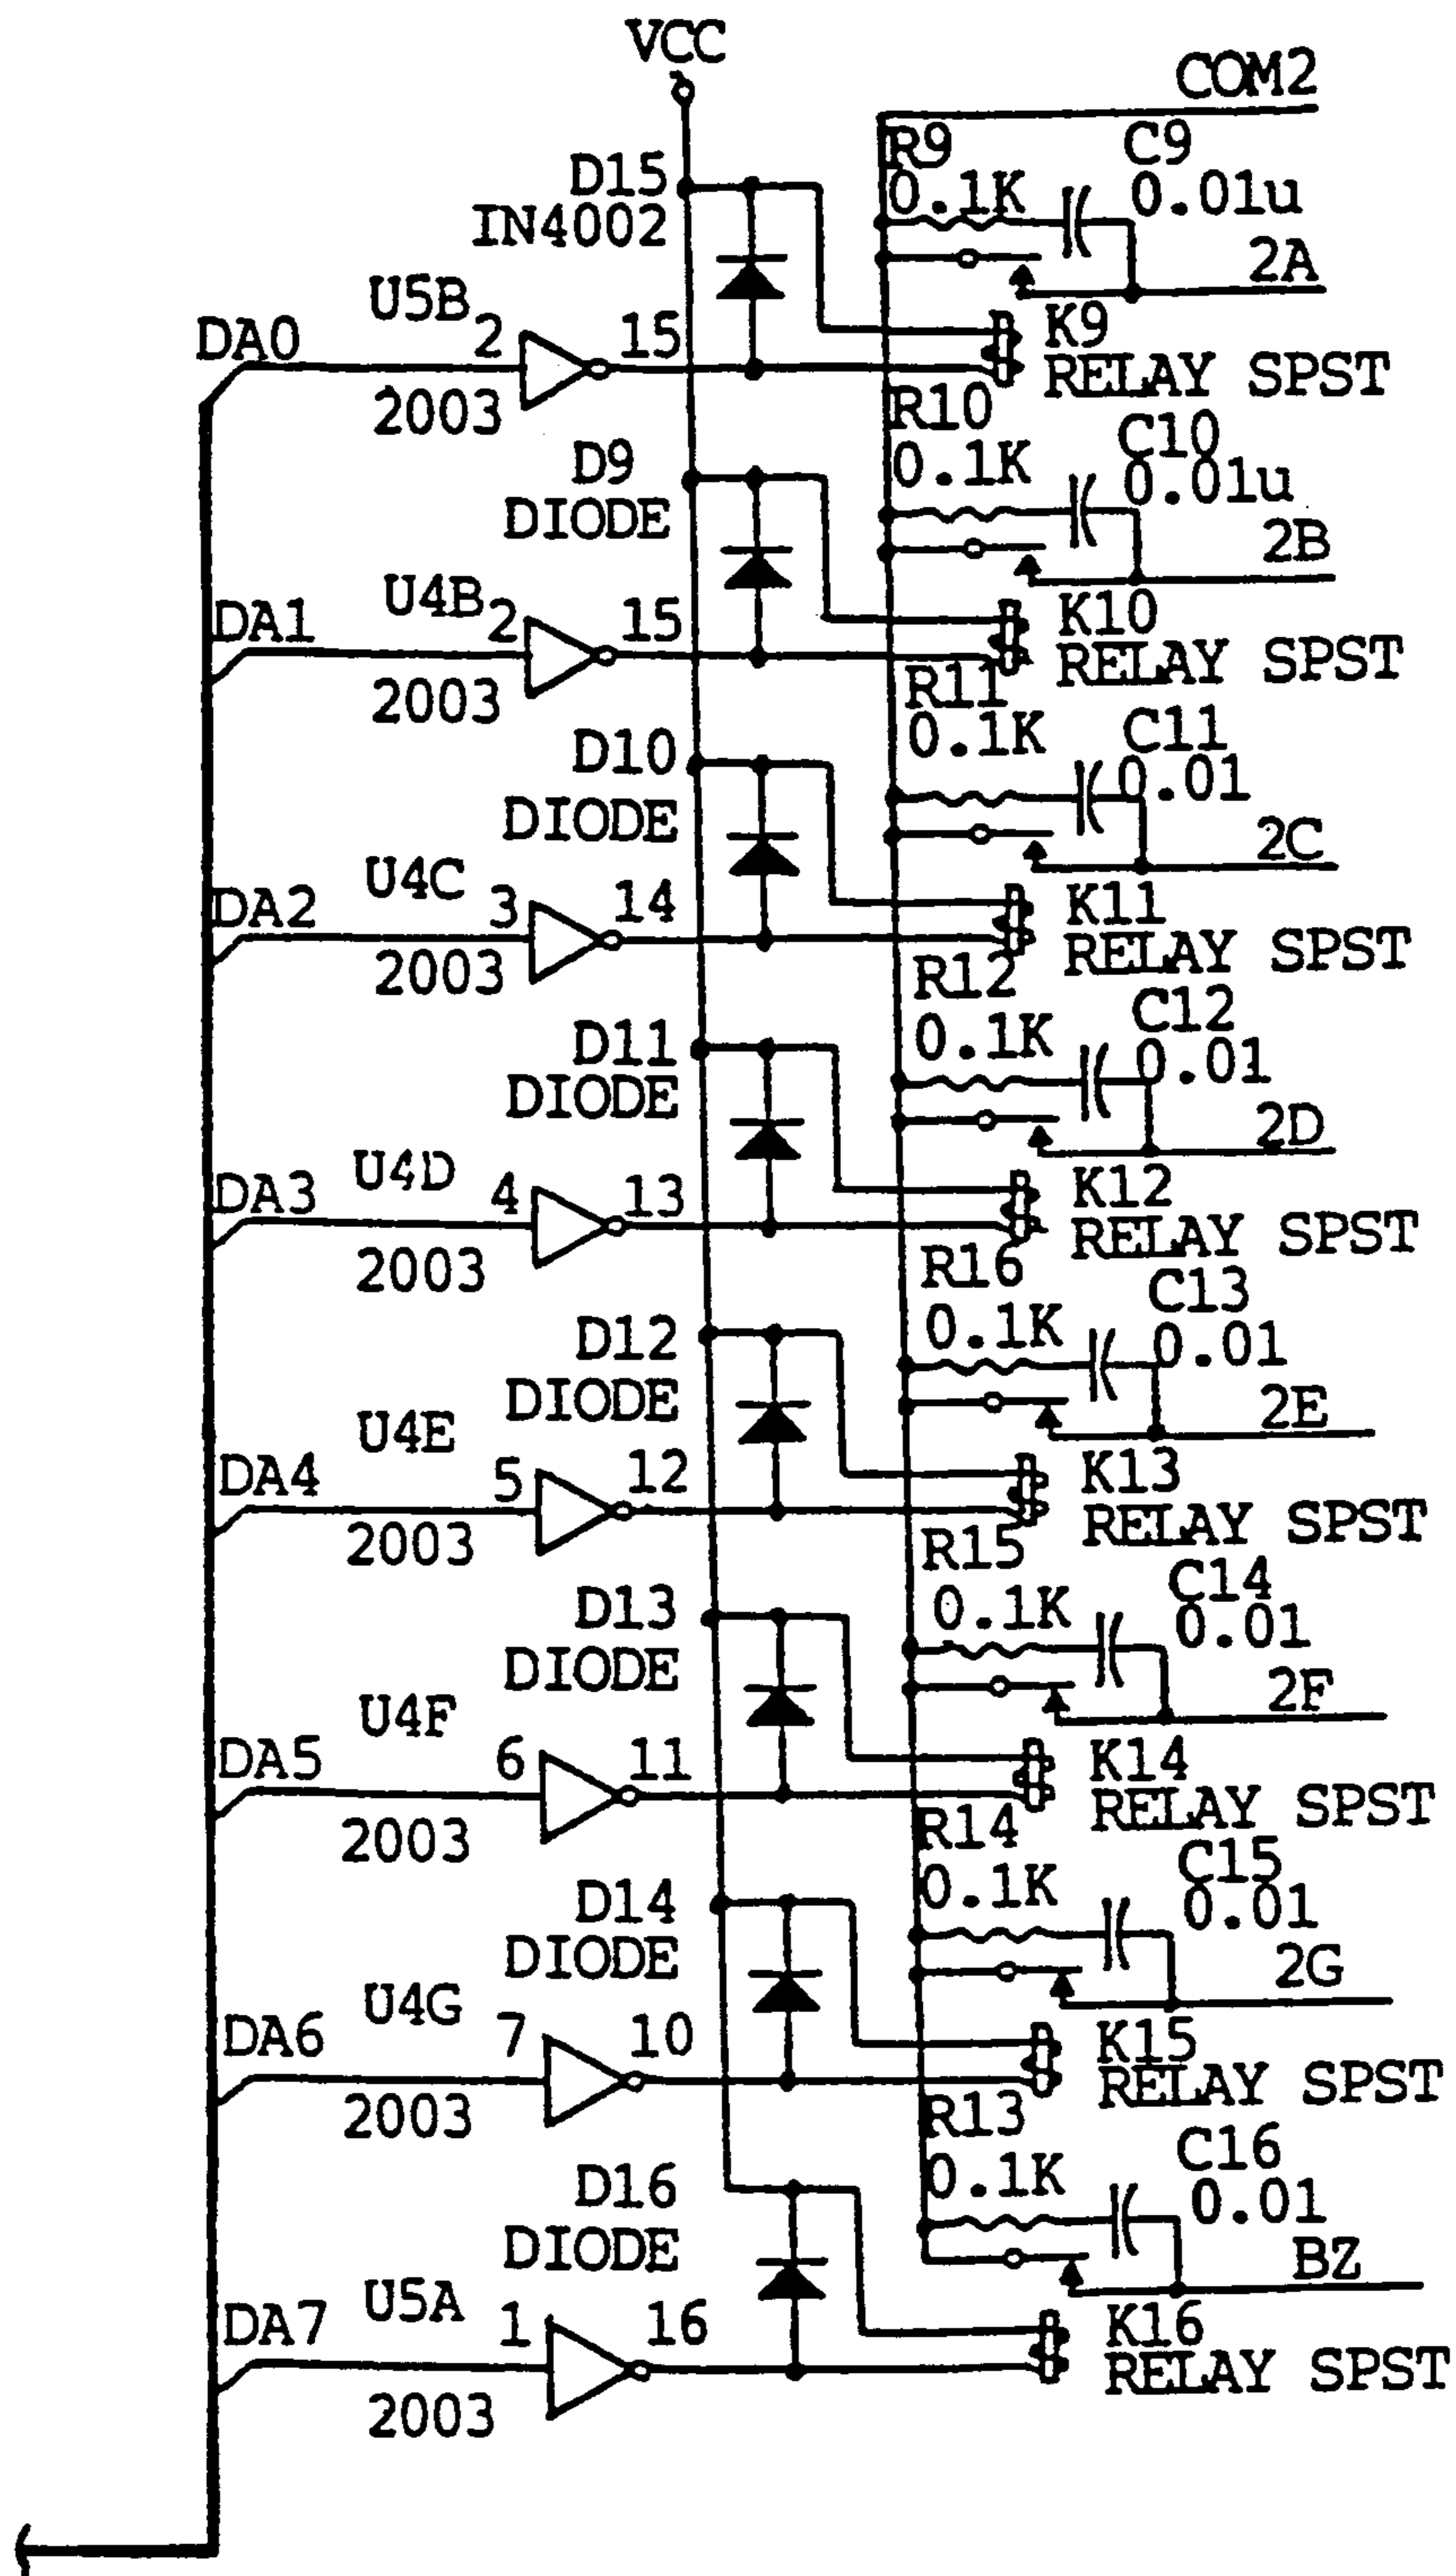 VCC
COM2
R9
0.1K
C9
0.01u
D15
IN4002
2A
DA0
U5B
2
15
2003
K9
RELAY SPST
R10
0.1K
C10
0.01u
D9
DIODE
2B
DA1
U4B
2
15
2003
K10
RELAY SPST
R11
0.1K
C11
0.01
D10
DIODE
2C
DA2
U4C
3
14
2003
K11
RELAY SPST
R12
0.1K
C12
0.01
D11
DIODE
2D
DA3
U4D
4
13
2003
K12
RELAY SPST
R16
0.1K
C13
0.01
D12
DIODE
2E
DA4
U4E
5
12
2003
K13
RELAY SPST
R15
0.1K
C14
0.01
D13
DIODE
2F
DA5
U4F
6
11
2003
K14
RELAY SPST
R14
0.1K
C15
0.01
D14
DIODE
2G
DA6
U4G
7
10
2003
K15
RELAY SPST
R13
0.1K
C16
0.01
D16
DIODE
BZ
DA7
U5A
1
16
2003
K16
RELAY SPST